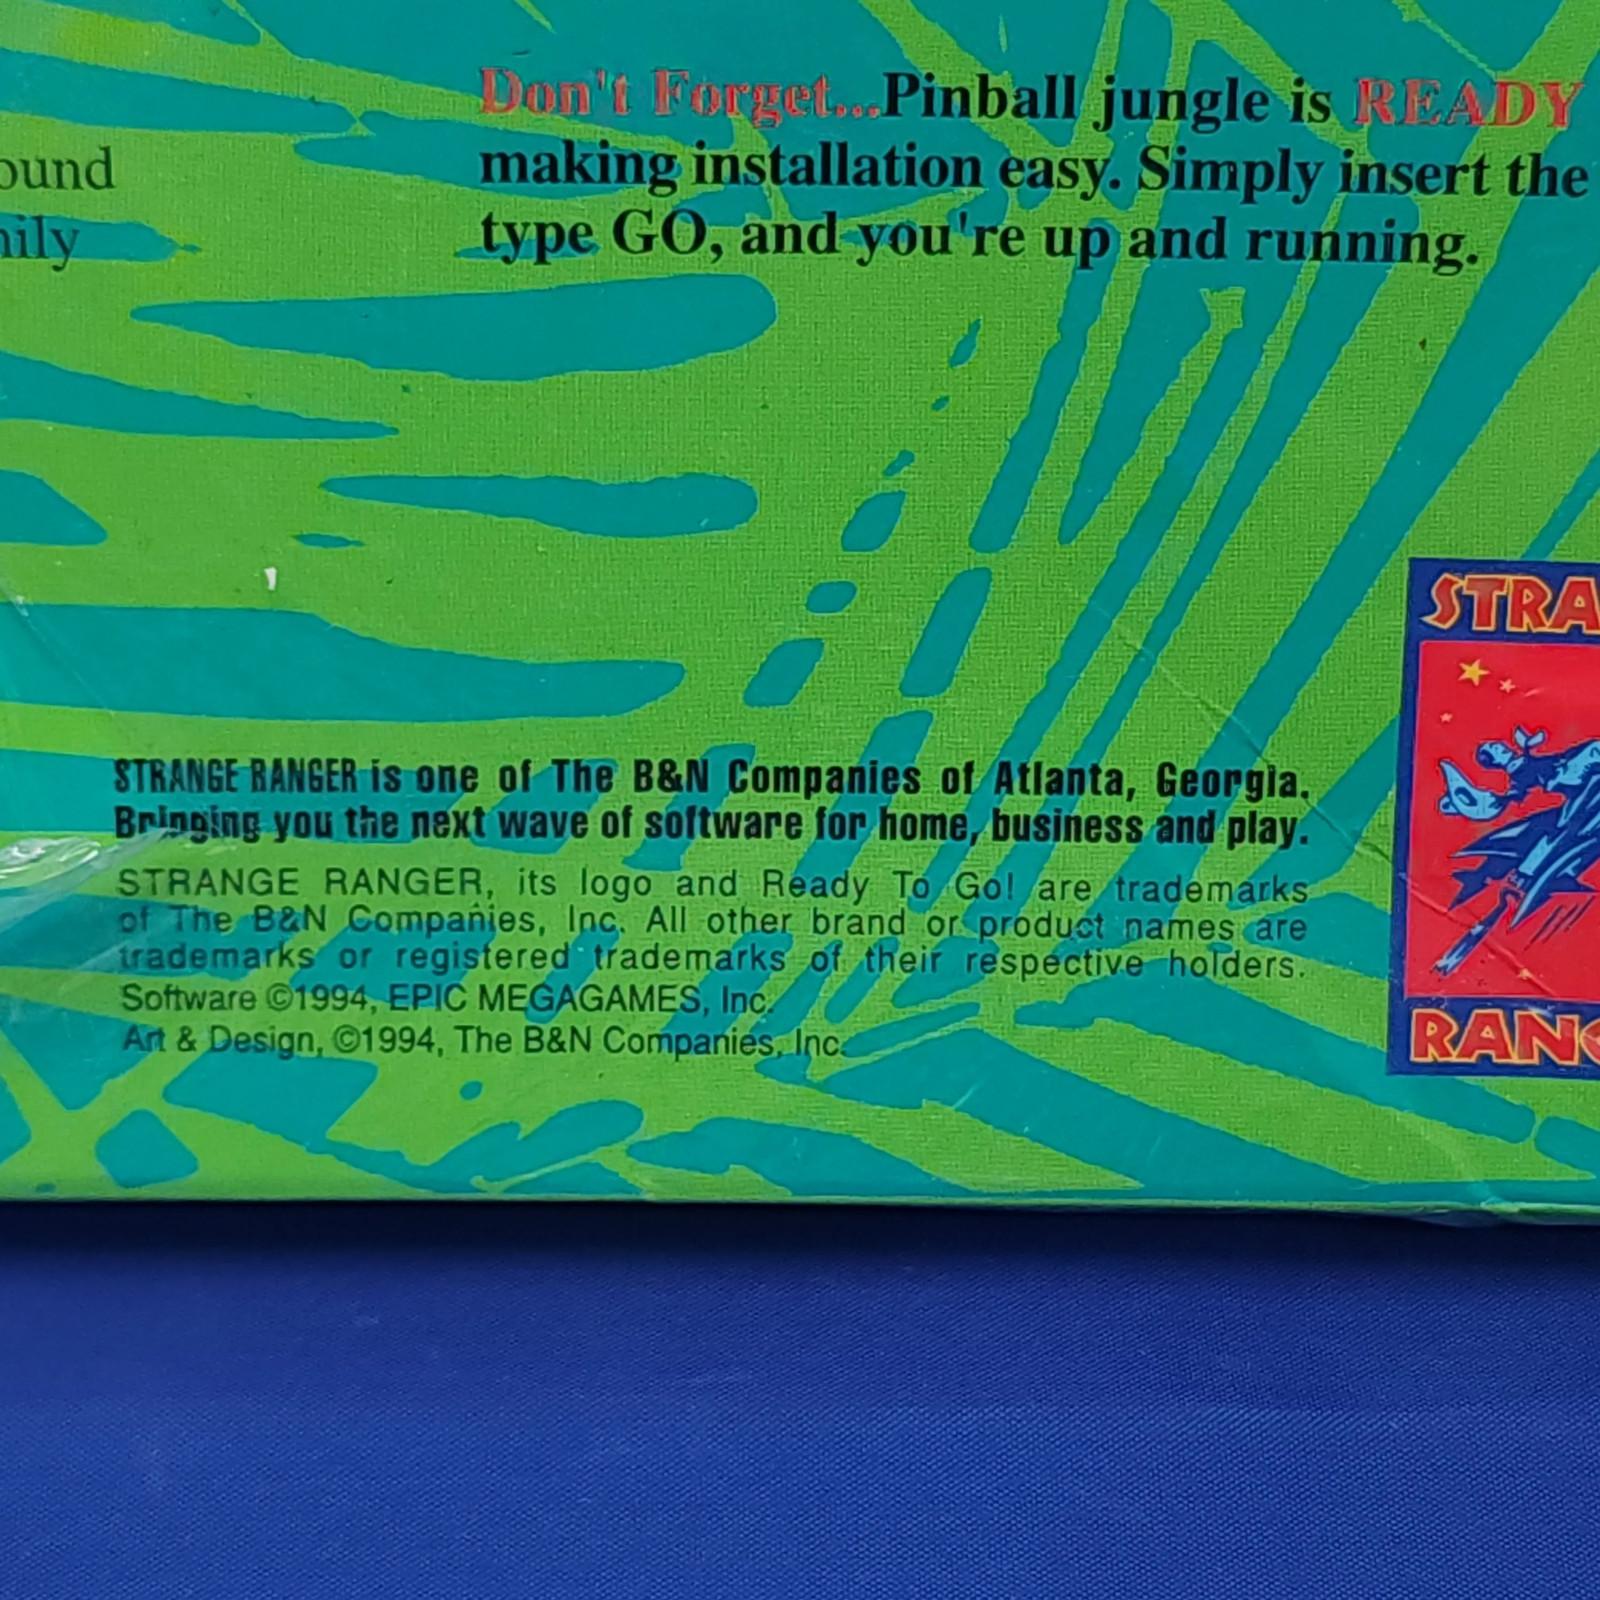 Don't Forget...Pinball jungle is READY
making installation easy. Simply insert the
type GO, and you're up and running.
STRANGE RANGER is one of The B&N Companies of Atlanta, Georgia.
Bringing you the next wave of software for home, business and play.
STRANGE RANGER, its logo and Ready To Go! are trademarks
of The B&N Companies, Inc. All other brand or product names are
trademarks or registered trademarks of their respective holders.
Software ©1994, EPIC MEGAGAMES, Inc.
Art & Design, ©1994, The B&N Companies, Inc.